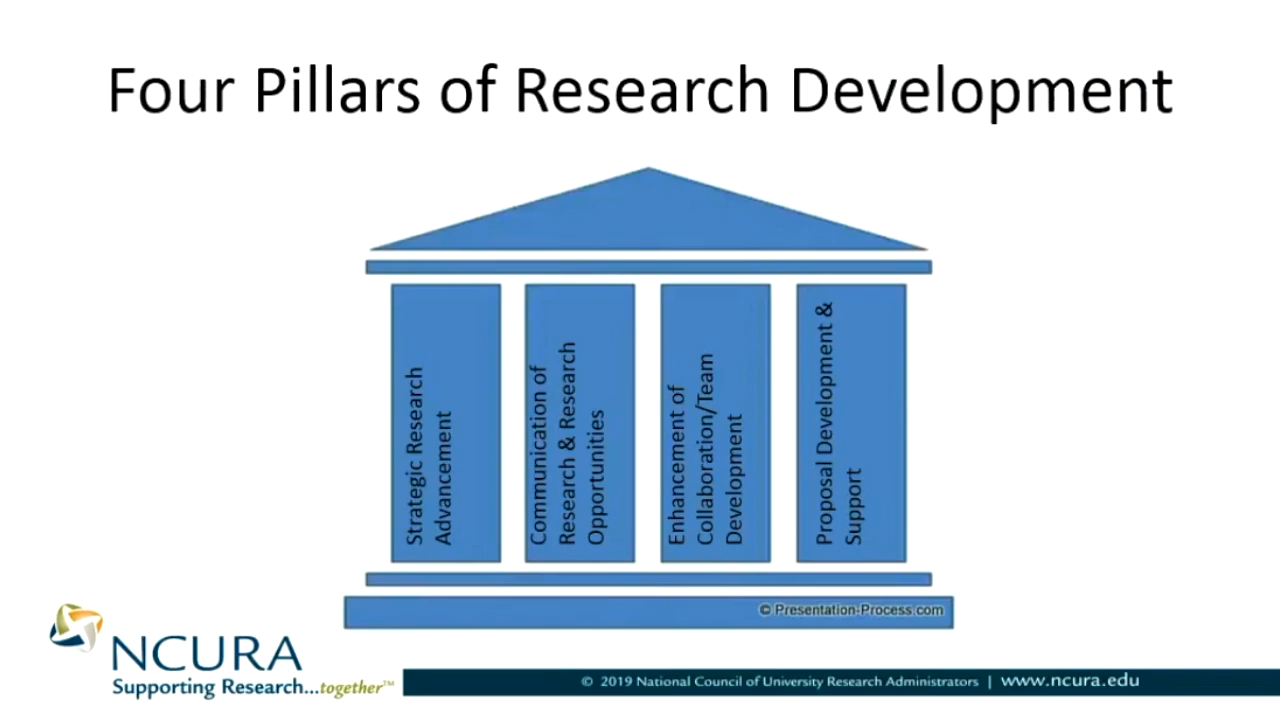 Four Pillars of Research Development
Strategic Research
Advancement
Communication of
Research & Research
Opportunities
Enhancement of
Collaboration/Team
Development
Proposal Development &
Support
© Presentation-Process.com
NCURA
Supporting Research...together™
© 2019 National Council of University Research Administrators | www.ncura.edu